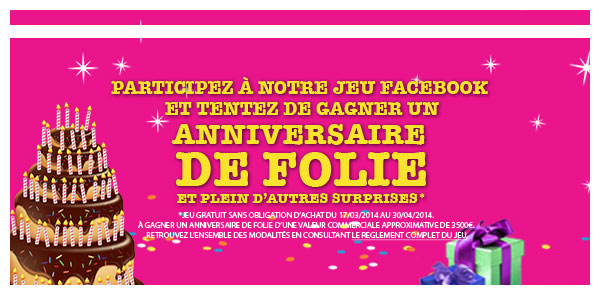 PARTICIPEZ À NOTRE JEU FACEBOOK
ET TENTEZ DE GAGNER UN
ANNIVERSAIRE
DE FOLIE
ET PLEIN D'AUTRES SURPRISES*
*JEU GRATUIT SANS OBLIGATION D'ACHAT DU 17/03/2014 AU 30/04/2014.
À GAGNER UN ANNIVERSAIRE DE FOLIE D'UNE VALEUR COMMERCIALE APPROXIMATIVE DE 3500€.
RETROUVEZ L'ENSEMBLE DES MODALITÉS EN CONSULTANT LE REGLEMENT COMPLET DU JEU.